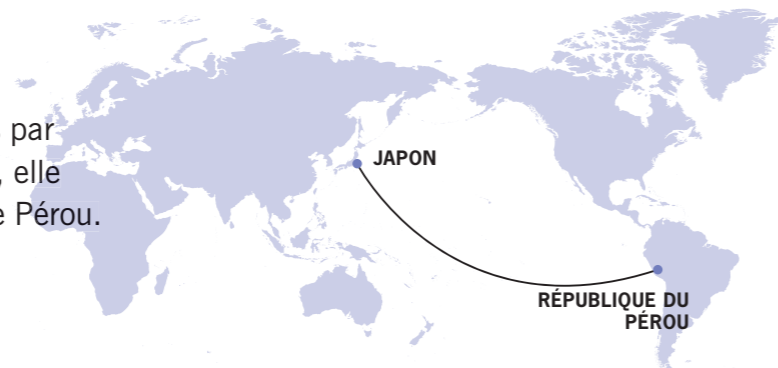 par
, elle
e Pérou.
JAPON
RÉPUBLIQUE DU
PÉROU